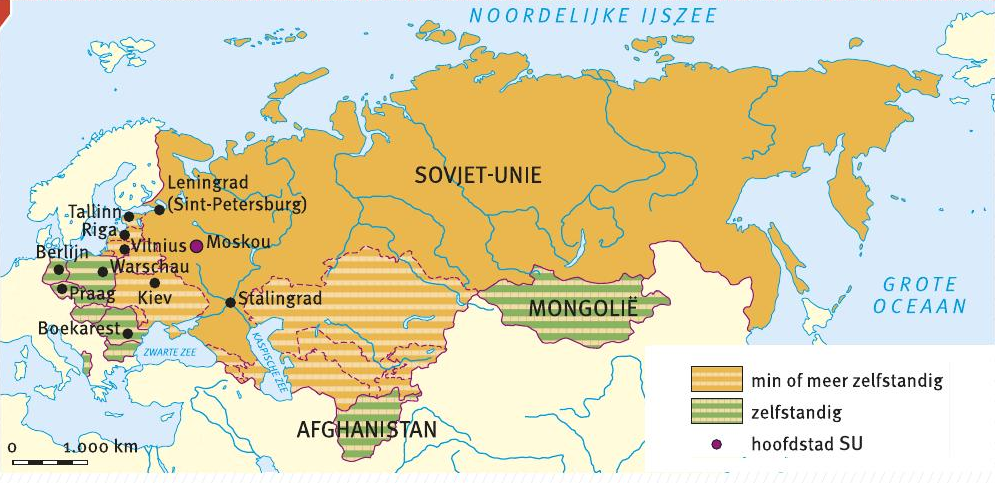 NOORDELIJKE IJSZEE
SOVJET-UNIE
Leningrad
(Sint-Petersburg)
Tallinn
Riga
Vilnius
Moskou
Berlijn
Warschau
Praag
Kiev
Stalingrad
Boekarest
MONGOLIË
GROTE
OCEAAN
ZWARTE ZEE
KASPISCHE ZEE
AFGHANISTAN
0 1.000 km
min of meer zelfstandig
zelfstandig
hoofdstad SU